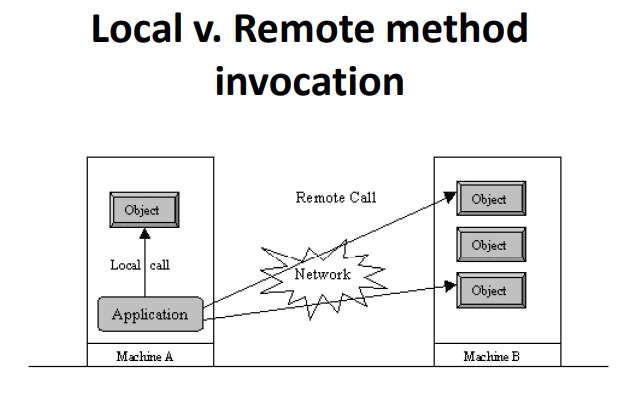 Local v. Remote method
invocation
Object
Local call
Application
Machine A
Remote Call
Network
Object
Object
Object
Machine B